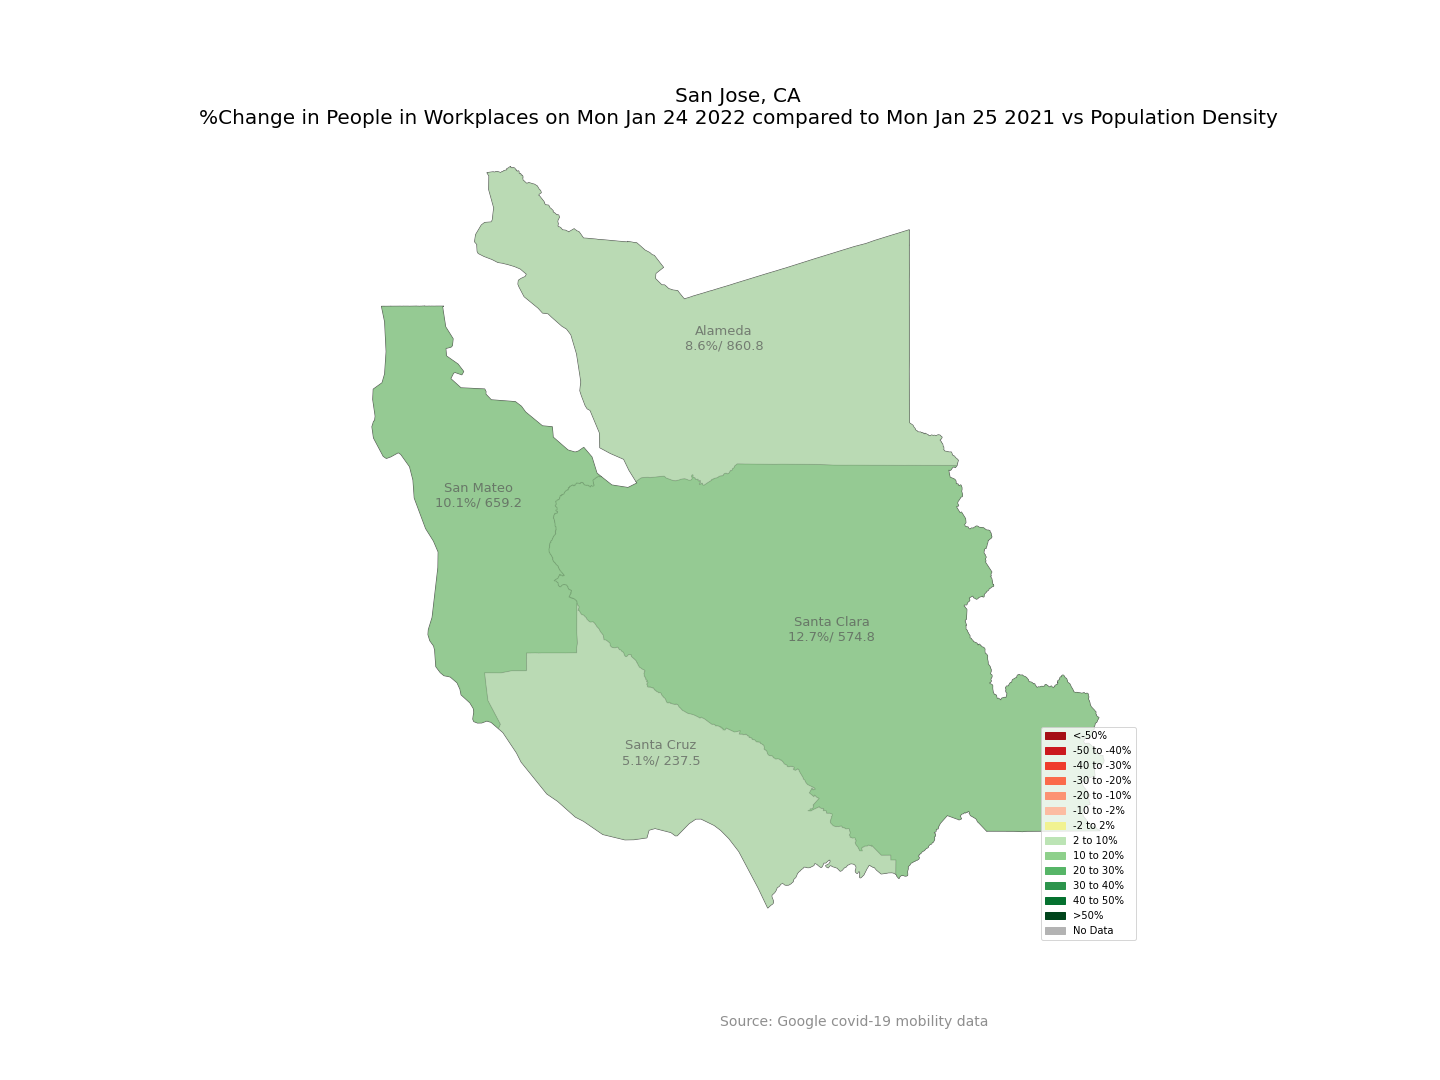 San Jose, CA
%Change in People in Workplaces on Mon Jan 24 2022 compared to Mon Jan 25 2021 vs Population Density
Alameda
8.6%/ 860.8
San Mateo
10.1%/ 659.2
Santa Clara
12.7%/ 574.8
Santa Cruz
5.1%/ 237.5
<-50%
-50 to -40%
-40 to -30%
-30 to -20%
-20 to -10%
-10 to -2%
-2 to 2%
2 to 10%
10 to 20%
20 to 30%
30 to 40%
40 to 50%
>50%
No Data
Source: Google covid-19 mobility data